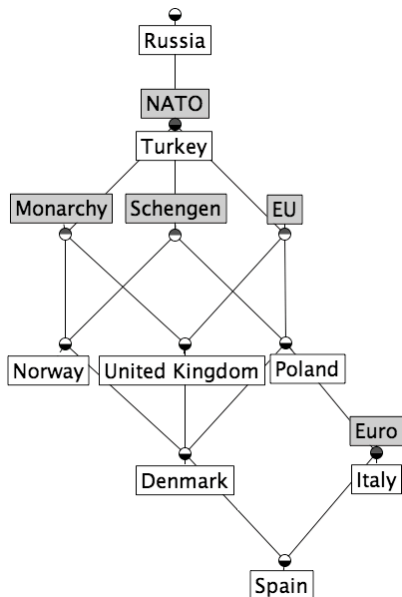 Russia
NATO
Turkey
Monarchy
Schengen
EU
Norway
United Kingdom
Poland
Euro
Denmark
Italy
Spain